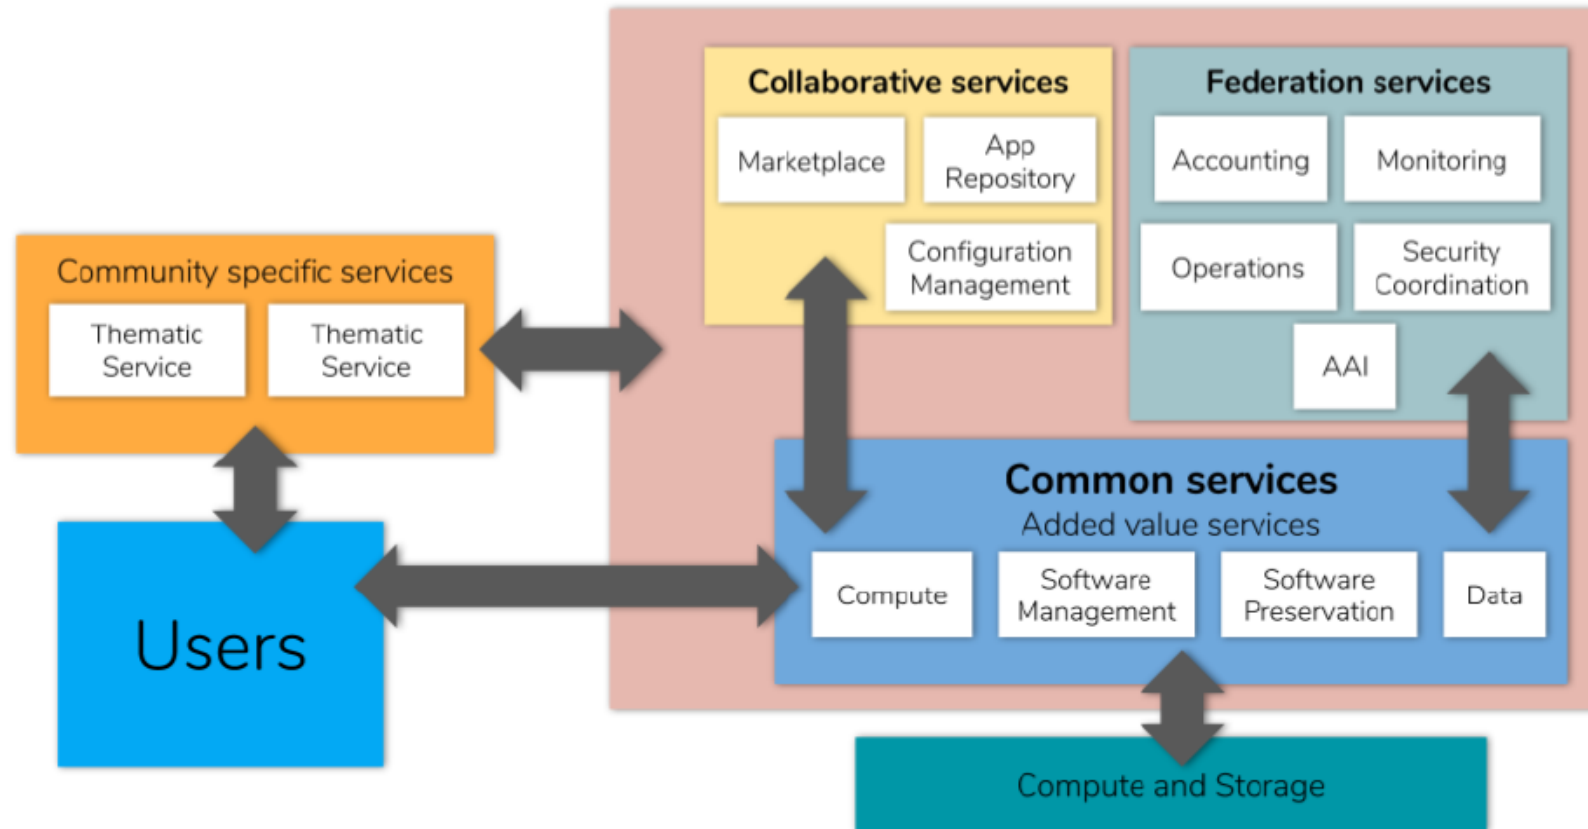 Collaborative services
Marketplace
App
Repository
Configuration
Management
Federation services
Accounting
Monitoring
Operations
Security
Coordination
AAI
Community specific services
Thematic
Service
Thematic
Service
Common services
Added value services
Compute
Software
Management
Software
Preservation
Data
Users
Compute and Storage